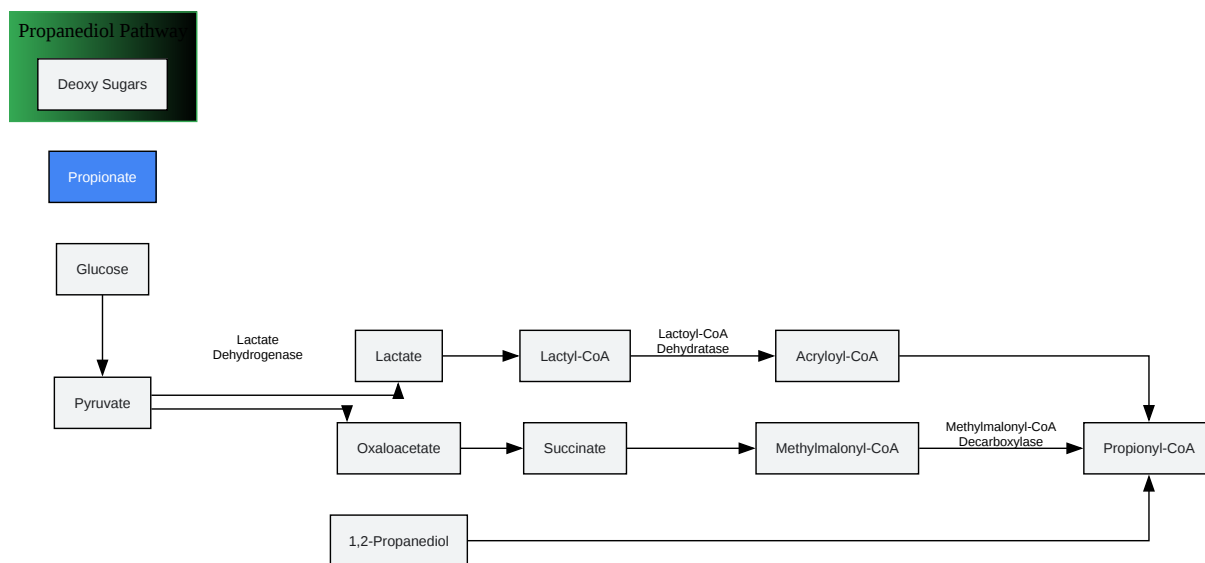 Propanediol Pathway
Deoxy Sugars
Propionate
Glucose
Pyruvate
Lactate
Dehydrogenase
Lactate
Lactyl-CoA
Lactoyl-CoA
Dehydratase
Acryloyl-CoA
Oxaloacetate
Succinate
Methylmalonyl-CoA
Methylmalonyl-CoA
Decarboxylase
Propionyl-CoA
1,2-Propanediol